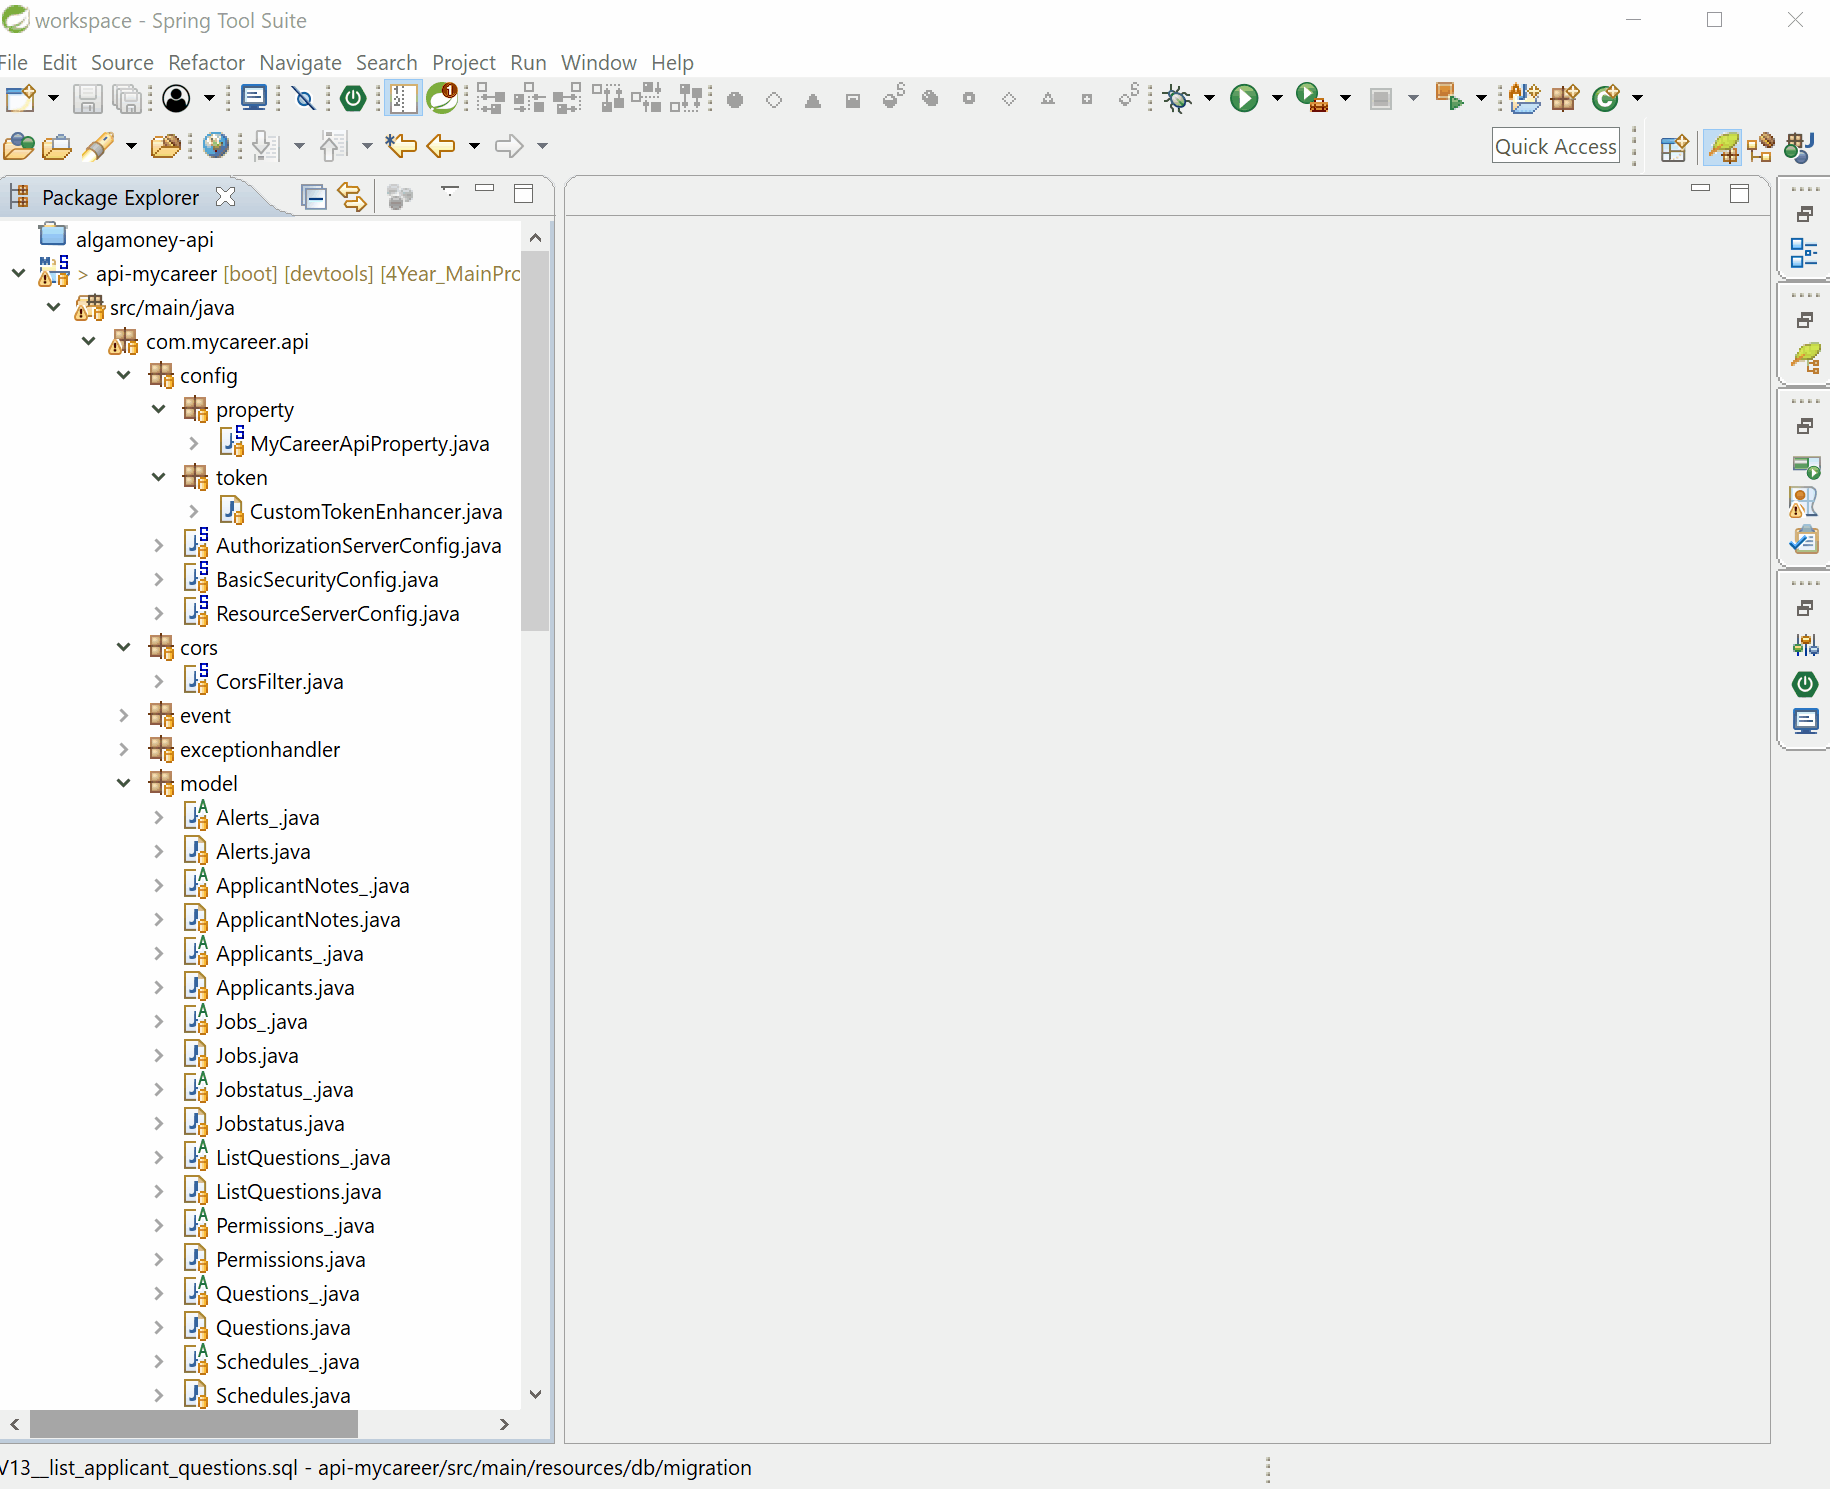 workspace - Spring Tool Suite
File Edit Source Refactor Navigate Search Project Run Window Help
Quick Access
Package Explorer
algamoney-api
> api-mycareer [boot] [devtools] [4Year_MainPro
src/main/java
com.mycareer.api
config
property
MyCareerApiProperty.java
token
CustomTokenEnhancer.java
AuthorizationServerConfig.java
BasicSecurityConfig.java
ResourceServerConfig.java
cors
CorsFilter.java
event
exceptionhandler
model
Alerts_.java
Alerts.java
ApplicantNotes_.java
ApplicantNotes.java
Applicants_.java
Applicants.java
Jobs_.java
Jobs.java
Jobstatus_.java
Jobstatus.java
ListQuestions_.java
ListQuestions.java
Permissions_.java
Permissions.java
Questions_.java
Questions.java
Schedules_.java
Schedules.java
V13__list_applicant_questions.sql - api-mycareer/src/main/resources/db/migration